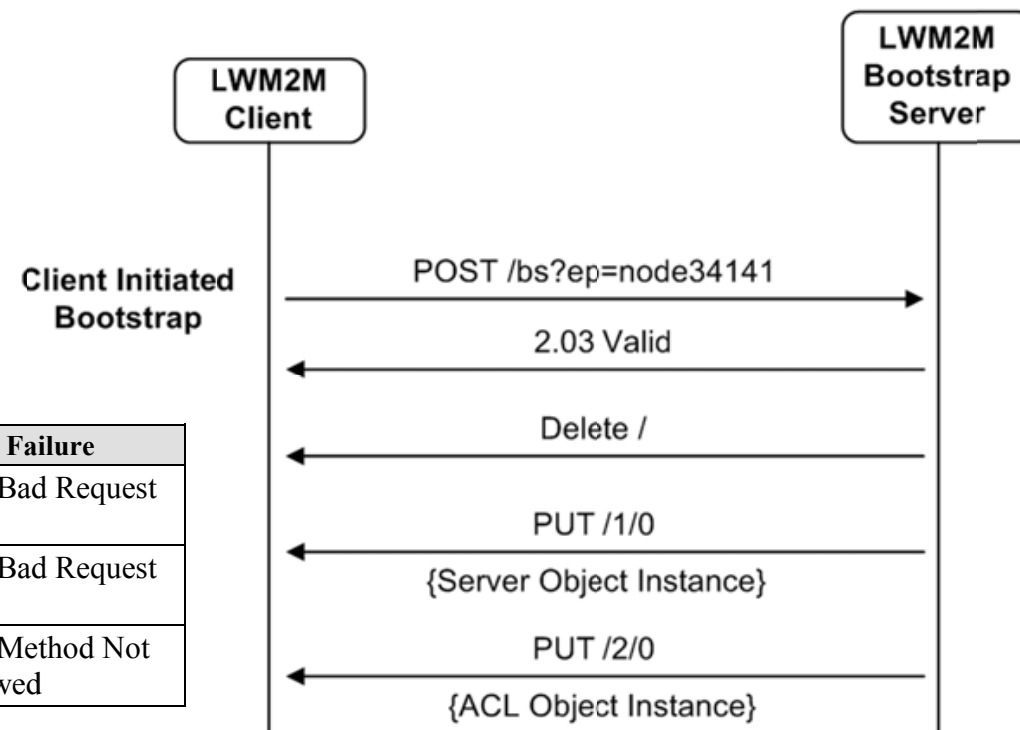 LWM2M
Client
LWM2M
Bootstrap
Server
Client Initiated
Bootstrap
POST /bs?ep=node34141
2.03 Valid
Delete /
PUT /1/0
{Server Object Instance}
PUT /2/0
{ACL Object Instance}
Failure
Bad Request
Bad Request
Method Not